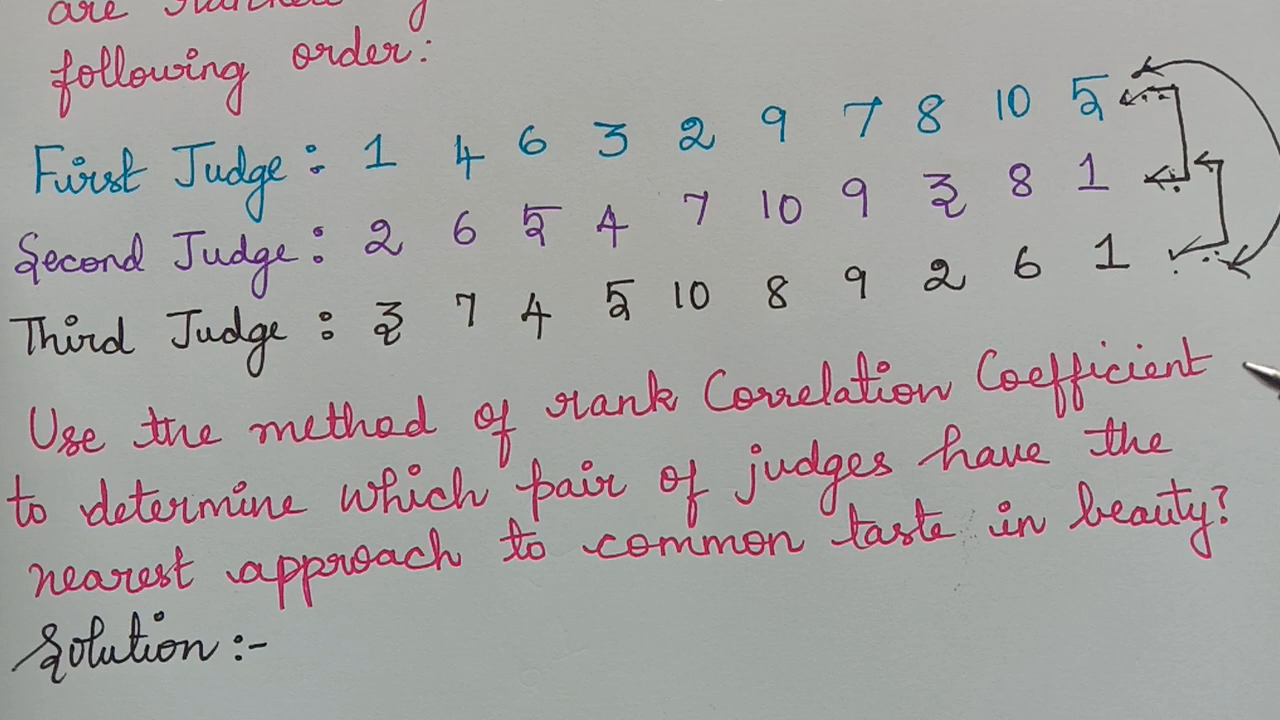 are ranked
following order:
First Judge : 1 4 6 3 2 9 7 8 10 5
Second Judge : 2 6 5 4 7 10 9 3 8 1
Third Judge : 3 7 4 5 10 8 9 2 6 1
Use the method of rank Correlation Coefficient
to determine which pair of judges have the
nearest approach to common taste in beauty?
Solution :-